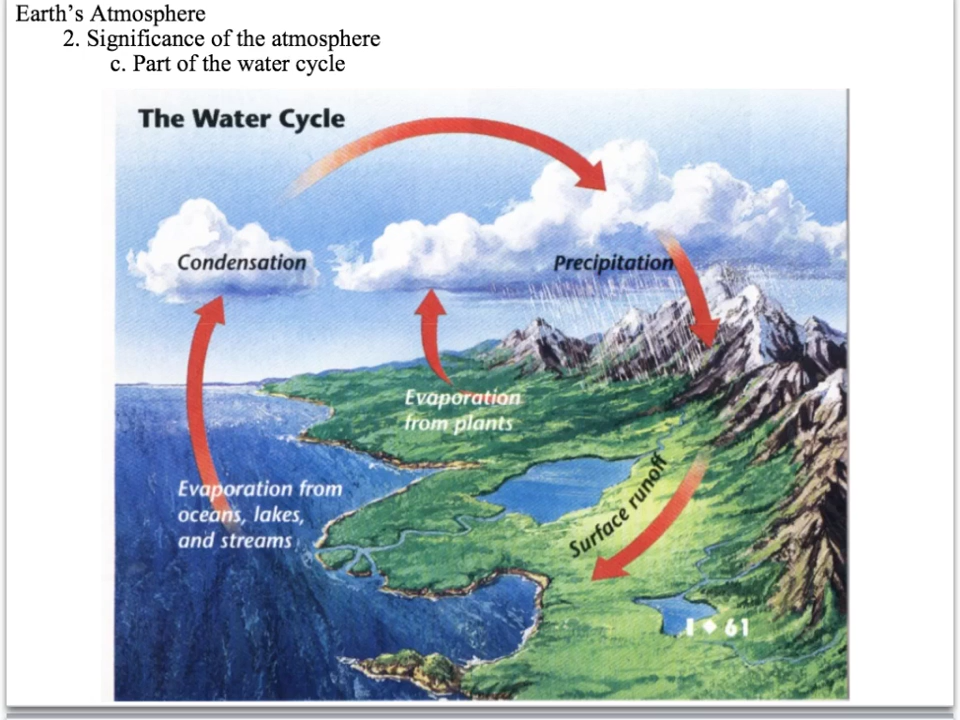 Earth's Atmosphere
2. Significance of the atmosphere
c. Part of the water cycle
The Water Cycle
Condensation
Precipitation
Evaporation
from plants
Evaporation from
oceans, lakes,
and streams
Surface runoff
I ◆ 61